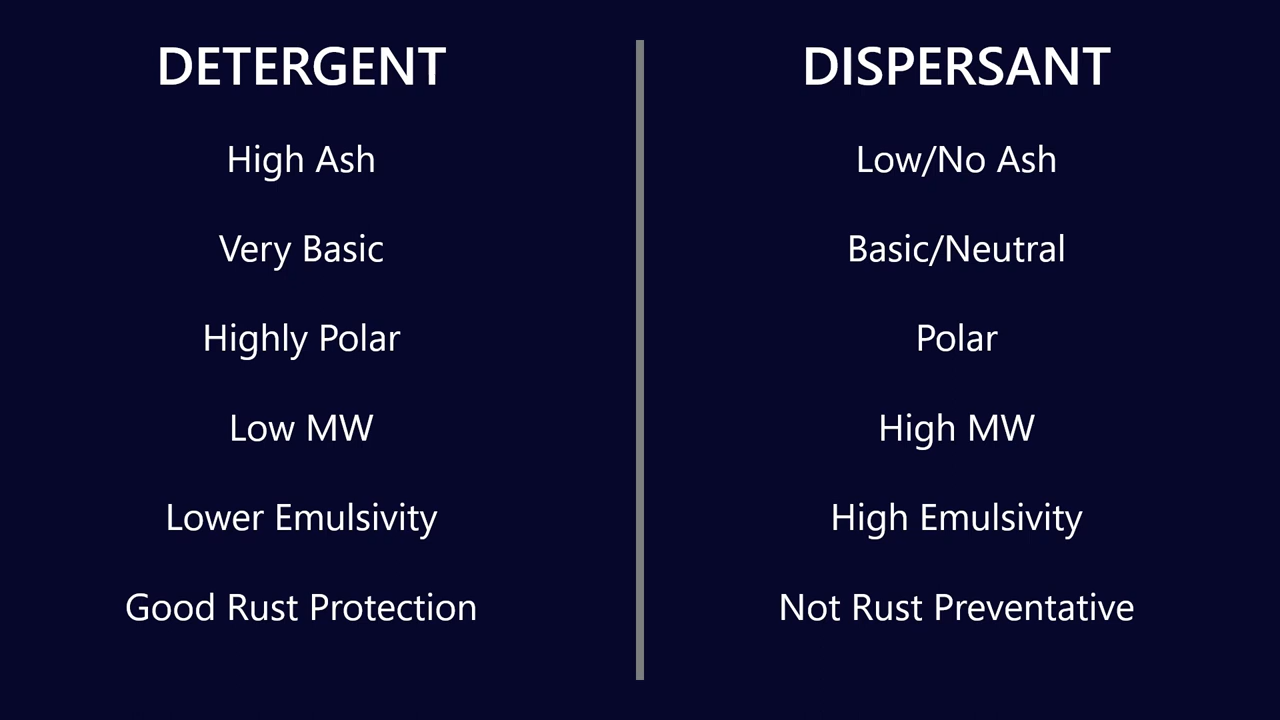 DETERGENT
High Ash
Very Basic
Highly Polar
Low MW
Lower Emulsivity
Good Rust Protection
DISPERSANT
Low/No Ash
Basic/Neutral
Polar
High MW
High Emulsivity
Not Rust Preventative